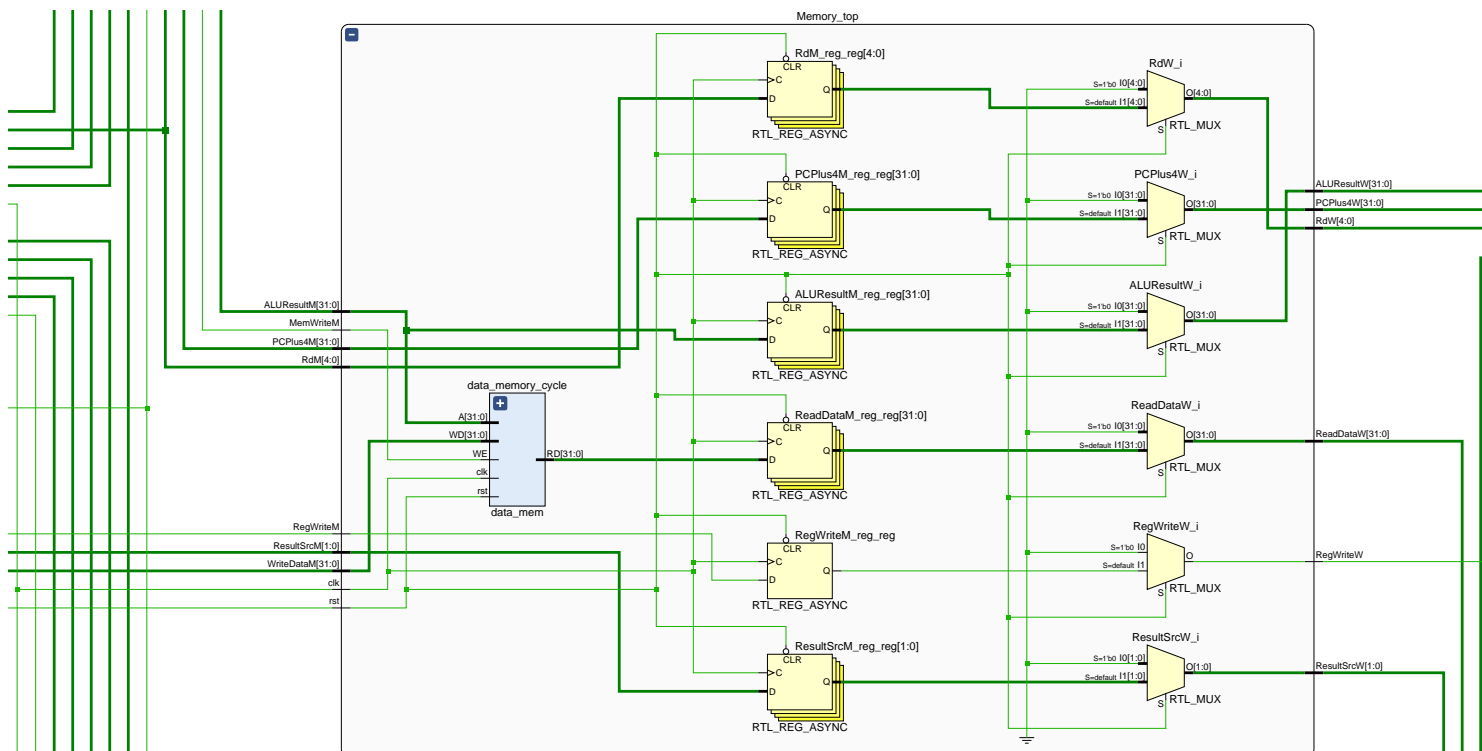 Memory_top
RdM_reg_reg[4:0]
CLR
C
D
Q
RTL_REG_ASYNC
RdW_i
S=1'b0 I0[4:0]
S=default I1[4:0]
O[4:0]
S
RTL_MUX
PCPlus4M_reg_reg[31:0]
CLR
C
D
Q
RTL_REG_ASYNC
PCPlus4W_i
S=1'b0 I0[31:0]
S=default I1[31:0]
O[31:0]
S
RTL_MUX
ALUResultW[31:0]
PCPlus4W[31:0]
RdW[4:0]
ALUResultM[31:0]
MemWriteM
PCPlus4M[31:0]
RdM[4:0]
ALUResultM_reg_reg[31:0]
CLR
C
D
Q
RTL_REG_ASYNC
ALUResultW_i
S=1'b0 I0[31:0]
S=default I1[31:0]
O[31:0]
S
RTL_MUX
data_memory_cycle
A[31:0]
WD[31:0]
WE
clk
rst
RD[31:0]
data_mem
ReadDataM_reg_reg[31:0]
CLR
C
D
Q
RTL_REG_ASYNC
ReadDataW_i
S=1'b0 I0[31:0]
S=default I1[31:0]
O[31:0]
S
RTL_MUX
ReadDataW[31:0]
RegWriteM
ResultSrcM[1:0]
WriteDataM[31:0]
clk
rst
RegWriteM_reg_reg
CLR
C
D
Q
RTL_REG_ASYNC
RegWriteW_i
S=1'b0 I0
S=default I1
O
S
RTL_MUX
RegWriteW
ResultSrcM_reg_reg[1:0]
CLR
C
D
Q
RTL_REG_ASYNC
ResultSrcW_i
S=1'b0 I0[1:0]
S=default I1[1:0]
O[1:0]
S
RTL_MUX
ResultSrcW[1:0]